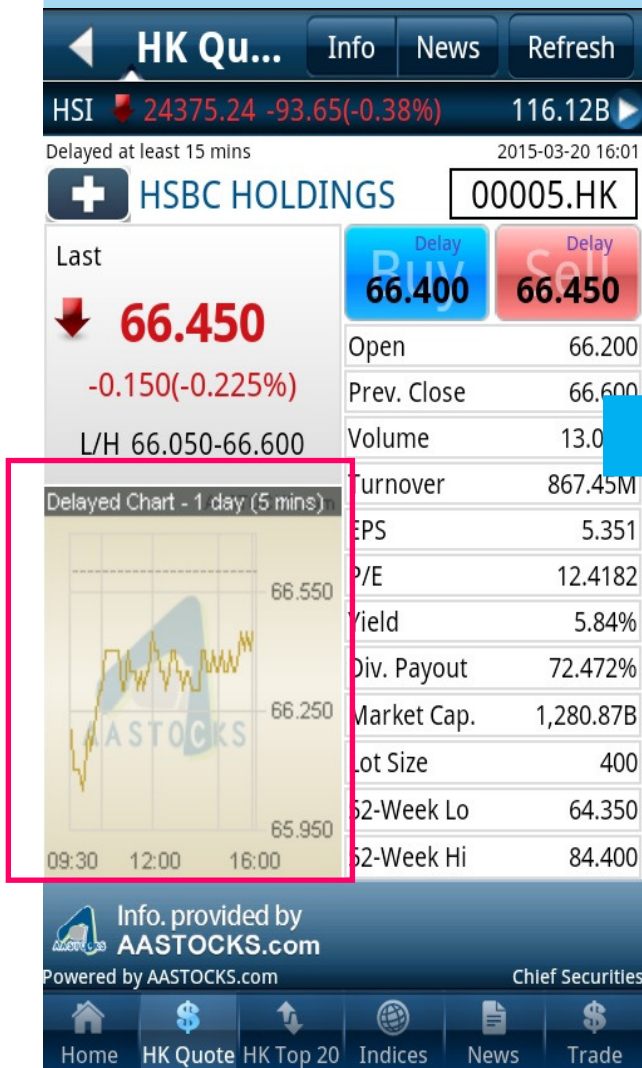 HK Qu... Info News Refresh
HSI 24375.24 -93.65(-0.38%) 116.12B
Delayed at least 15 mins 2015-03-20 16:01
HSBC HOLDINGS 00005.HK
Last
66.450
-0.150(-0.225%)
L/H 66.050-66.600
Buy Delay 66.400
Sell Delay 66.450
Open 66.200
Prev. Close 66.600
Volume 13.0
Turnover 867.45M
EPS 5.351
P/E 12.4182
Yield 5.84%
Div. Payout 72.472%
Market Cap. 1,280.87B
Lot Size 400
52-Week Lo 64.350
52-Week Hi 84.400
Delayed Chart - 1 day (5 mins)
66.550
66.250
65.950
AASTOCKS
09:30 12:00 16:00
Info. provided by
AASTOCKS.com
Powered by AASTOCKS.com Chief Securities
Home HK Quote HK Top 20 Indices News Trade